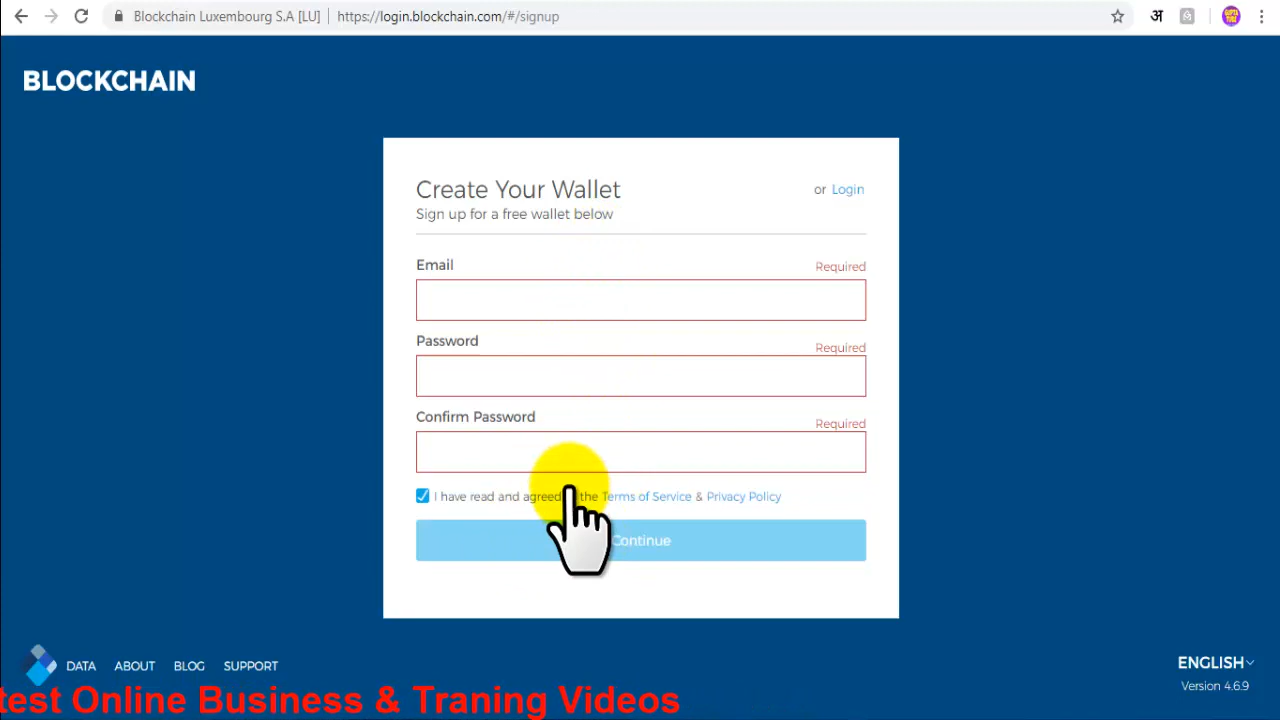 Blockchain Luxembourg S.A [LU] https://login.blockchain.com/#/signup अ
BLOCKCHAIN
Create Your Wallet or Login
Sign up for a free wallet below
Email Required
Password Required
Confirm Password Required
I have read and agreed the Terms of Service & Privacy Policy
Continue
DATA ABOUT BLOG SUPPORT ENGLISH
Version 4.6.9
test Online Business & Traning Videos